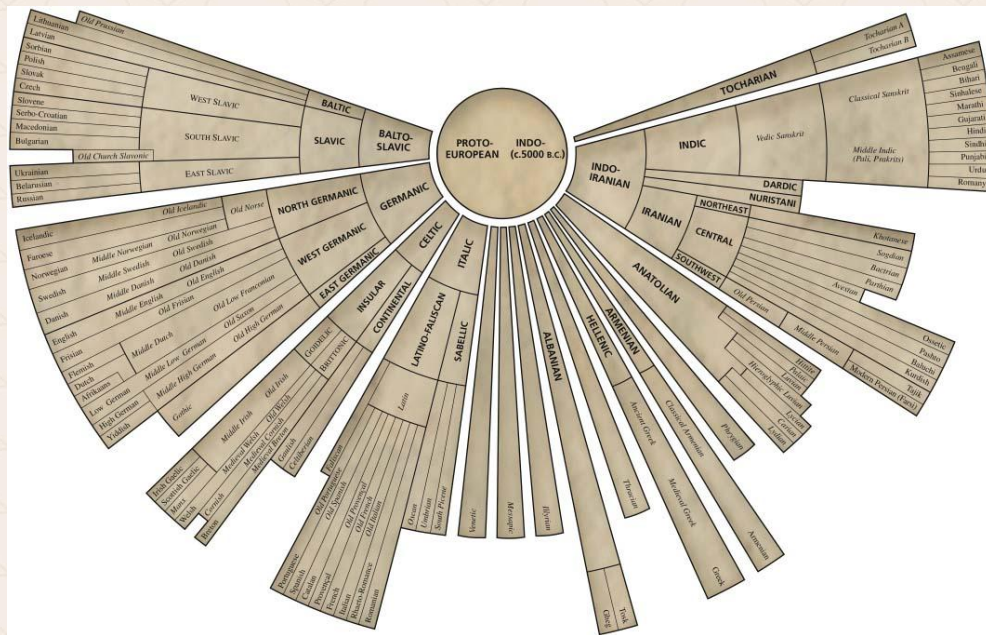 PROTO- INDO-
EUROPEAN (c.5000 B.C.)
TOCHARIAN
Tocharian A
Tocharian B
INDO-
IRANIAN
INDIC
Vedic Sanskrit
Classical Sanskrit
Middle Indic
(Pali, Prakrits)
Assamese
Bengali
Bihari
Sinhalese
Marathi
Gujarati
Hindi
Sindhi
Punjabi
Urdu
Romany
DARDIC
NURISTANI
IRANIAN
NORTHEAST
CENTRAL
SOUTHWEST
Khotanese
Sogdian
Bactrian
Parthian
Avestan
Old Persian
Middle Persian
Ossetic
Pashto
Baluchi
Kurdish
Tajik
Modern Persian (Farsi)
ANATOLIAN
Hittite
Palaic
Luvian
Hieroglyphic Luvian
Lycian
Carian
Lydian
Phrygian
ARMENIAN
Classical Armenian
Armenian
HELLENIC
Ancient Greek
Medieval Greek
Greek
Thracian
ALBANIAN
Gheg
Tosk
Illyrian
Messapic
Venetic
ITALIC
SABELLIC
Oscan
Umbrian
South Picene
LATINO-FALISCAN
Latin
Faliscan
Old Portuguese
Old Spanish
Old Provençal
Old French
Old Italian
Portuguese
Spanish
Catalan
Provençal
French
Italian
Rhaeto-Romance
Romanian
CELTIC
CONTINENTAL
INSULAR
Gaulish
Celtiberian
GOIDELIC
BRITTONIC
Old Irish
Middle Irish
Old Welsh
Medieval Welsh
Medieval Cornish
Medieval Breton
Irish Gaelic
Scottish Gaelic
Manx
Welsh
Cornish
Breton
GERMANIC
NORTH GERMANIC
WEST GERMANIC
EAST GERMANIC
Old Norse
Old Icelandic
Old Norwegian
Middle Norwegian
Old Swedish
Middle Swedish
Old Danish
Middle Danish
Old English
Middle English
Old Frisian
Old Low Franconian
Middle Dutch
Old Saxon
Middle Low German
Old High German
Middle High German
Gothic
Icelandic
Faroese
Norwegian
Swedish
Danish
English
Frisian
Flemish
Dutch
Afrikaans
Low German
High German
Yiddish
BALTO-
SLAVIC
BALTIC
SLAVIC
WEST SLAVIC
SOUTH SLAVIC
EAST SLAVIC
Old Prussian
Lithuanian
Latvian
Sorbian
Polish
Slovak
Czech
Slovene
Serbo-Croatian
Macedonian
Bulgarian
Old Church Slavonic
Ukrainian
Belarusian
Russian